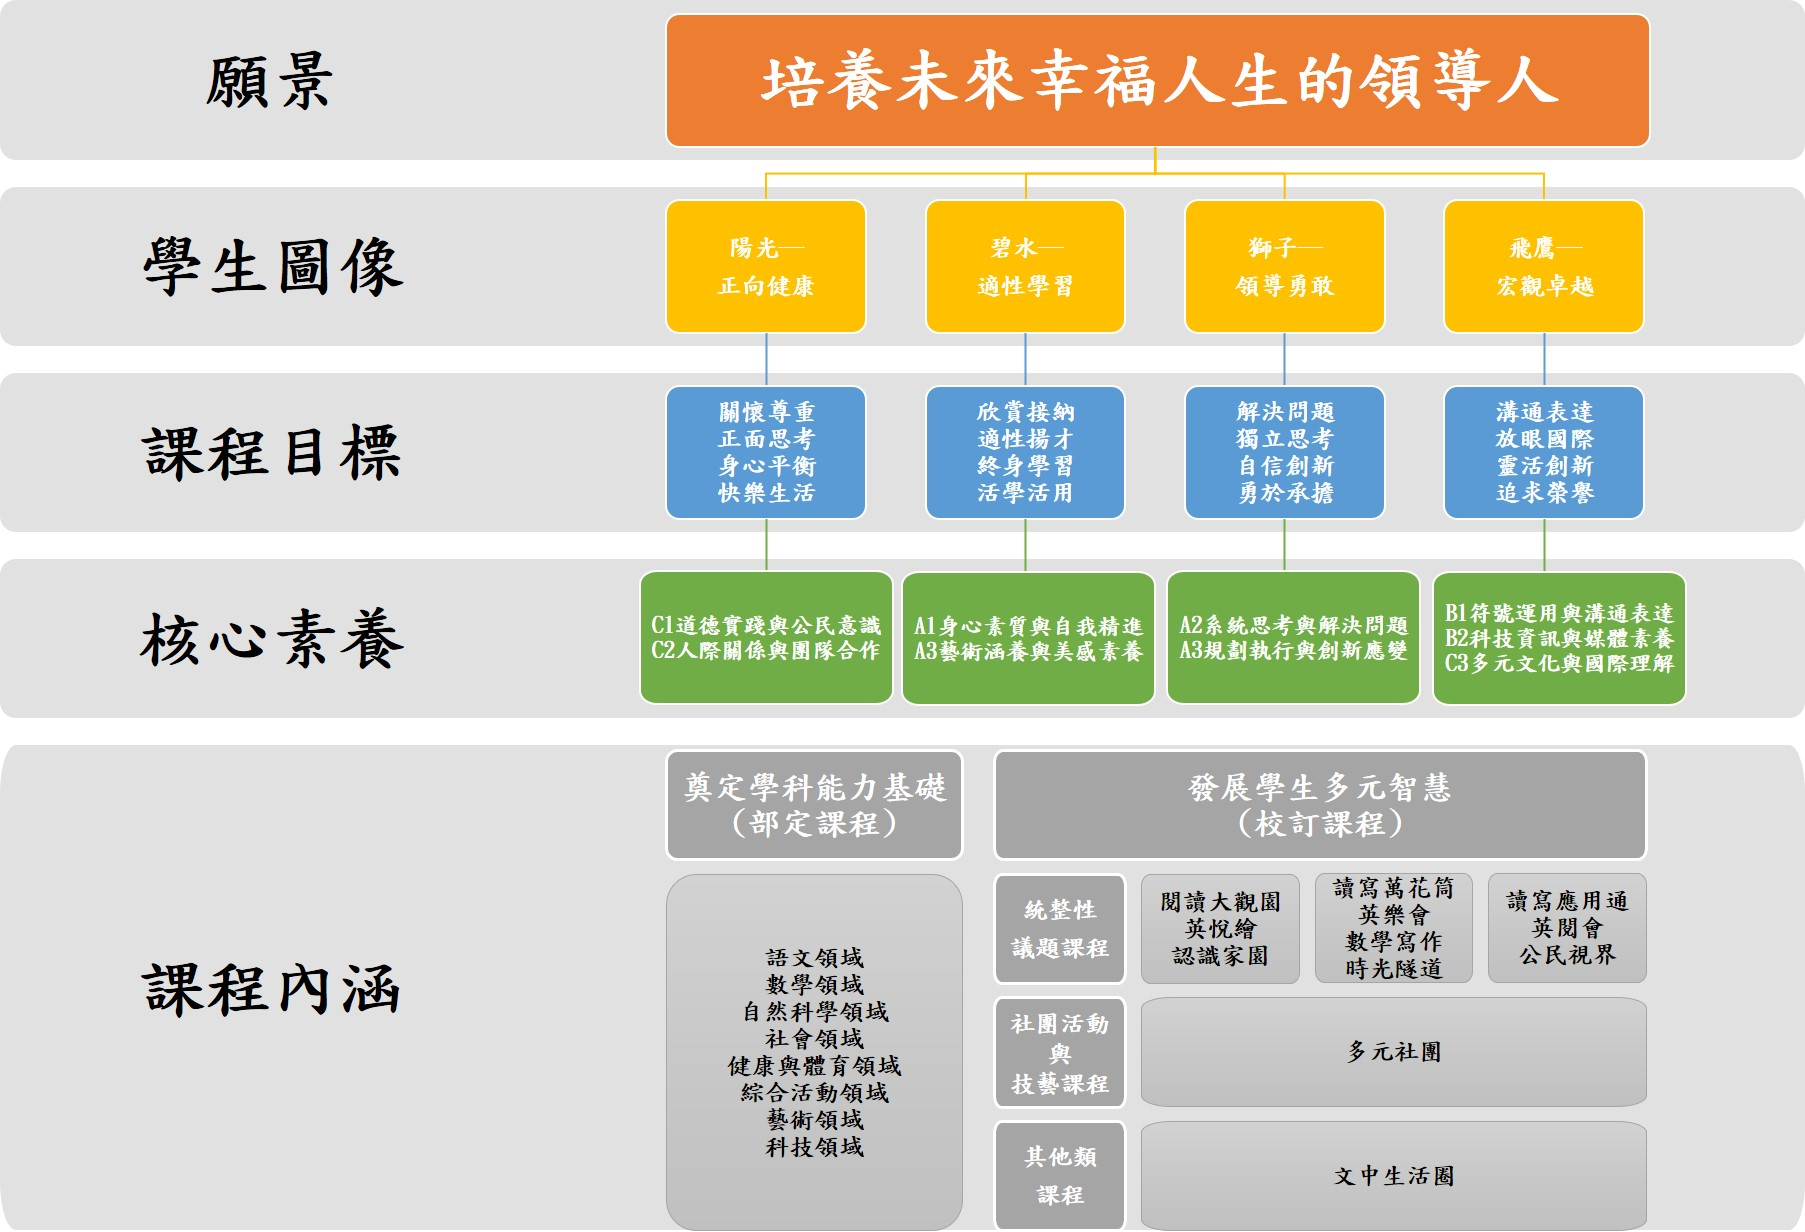 願景
培養未來幸福人生的領導人
學生圖像
陽光—
正向健康
碧水—
適性學習
獅子—
領導勇敢
飛鷹—
宏觀卓越
課程目標
關懷尊重
正面思考
身心平衡
快樂生活
欣賞接納
適性揚才
終身學習
活學活用
解決問題
獨立思考
自信創新
勇於承擔
溝通表達
放眼國際
靈活創新
追求榮譽
核心素養
C1道德實踐與公民意識
C2人際關係與團隊合作
A1身心素質與自我精進
A3藝術涵養與美感素養
A2系統思考與解決問題
A3規劃執行與創新應變
B1符號運用與溝通表達
B2科技資訊與媒體素養
C3多元文化與國際理解
課程內涵
奠定學科能力基礎
（部定課程）
語文領域
數學領域
自然科學領域
社會領域
健康與體育領域
綜合活動領域
藝術領域
科技領域
發展學生多元智慧
（校訂課程）
統整性
議題課程
閱讀大觀園
英悅繪
認識家園
讀寫萬花筒
英樂會
數學寫作
時光隧道
讀寫應用通
英閱會
公民視界
社團活動
與
技藝課程
多元社團
其他類
課程
文中生活圈